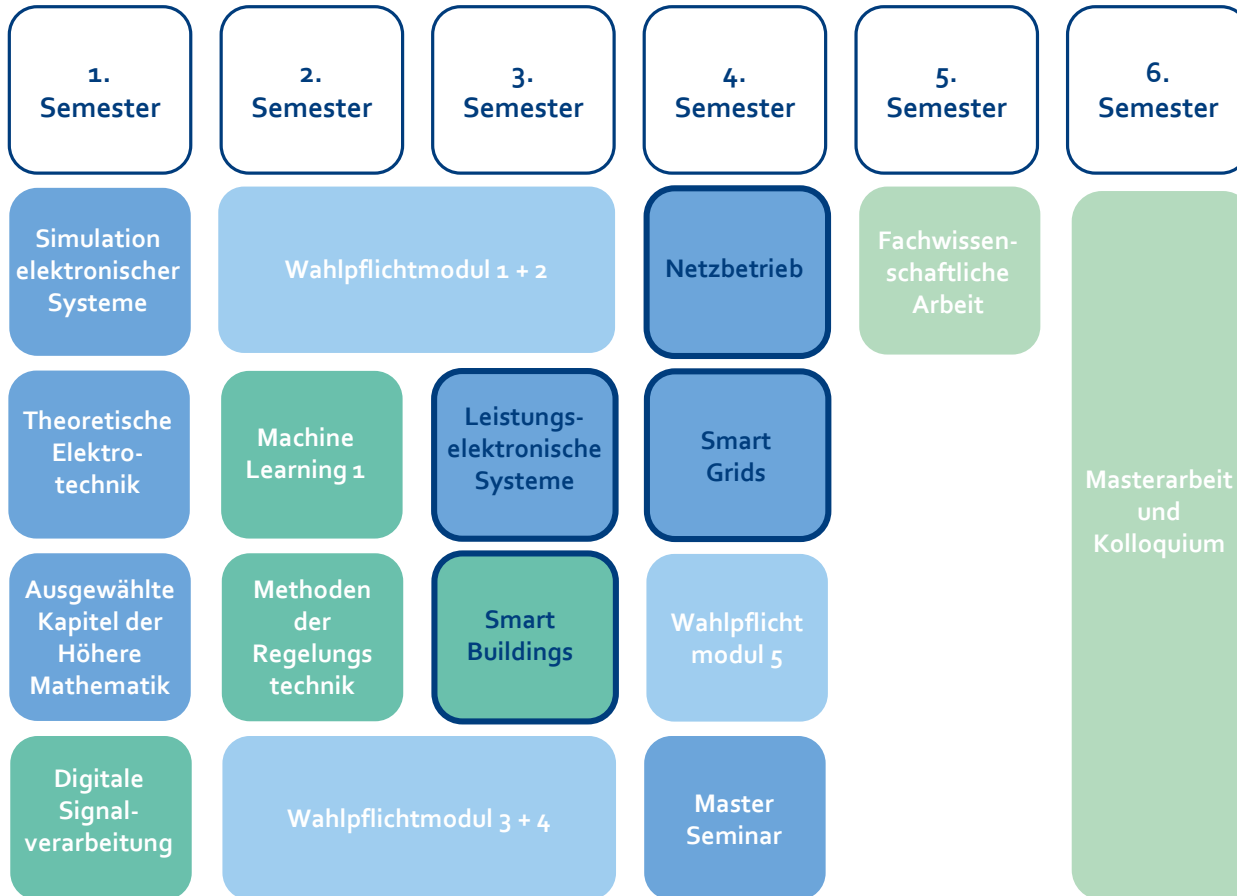 1.
Semester
2.
Semester
3.
Semester
4.
Semester
5.
Semester
6.
Semester
Simulation
elektronischer
Systeme
Wahlpflichtmodul 1 + 2
Netzbetrieb
Fachwissen-
schaftliche
Arbeit
Theoretische
Elektro-
technik
Machine
Learning 1
Leistungs-
elektronische
Systeme
Smart
Grids
Masterarbeit
und
Kolloquium
Ausgewählte
Kapitel der
Höhere
Mathematik
Methoden
der
Regelungs
technik
Smart
Buildings
Wahlpflicht
modul 5
Digitale
Signal-
verarbeitung
Wahlpflichtmodul 3 + 4
Master
Seminar